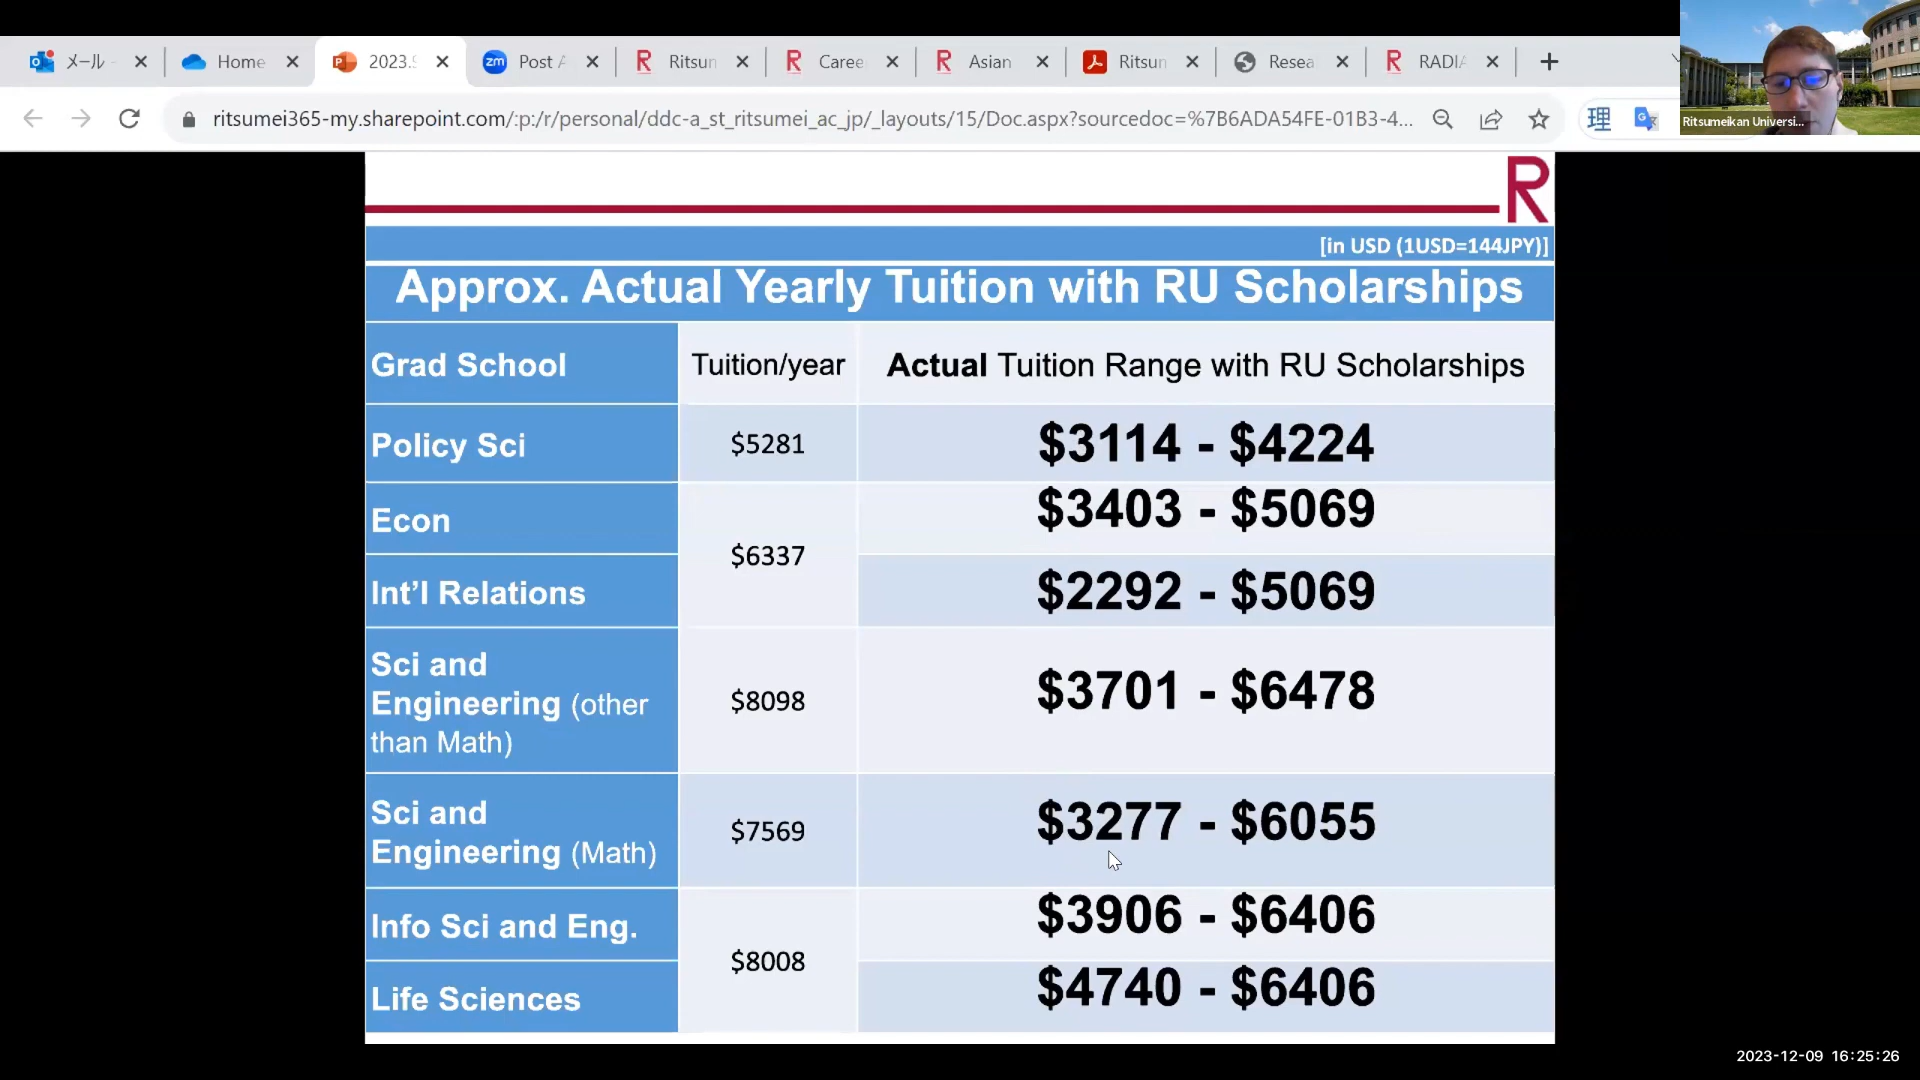 メール
Home
2023.9
Post A
Ritsun
Caree
Asian
Ritsun
Resea
RADIA
ritsumei365-my.sharepoint.com/:p:/r/personal/ddc-a_st_ritsumei_ac_jp/_layouts/15/Doc.aspx?sourcedoc=%7B6ADA54FE-01B3-4...
理
Ritsumeikan Universi...
R
[in USD (1USD=144JPY)]
Approx. Actual Yearly Tuition with RU Scholarships
Grad School Tuition/year Actual Tuition Range with RU Scholarships
Policy Sci $5281 $3114 - $4224
Econ $3403 - $5069
$6337
Int’l Relations $2292 - $5069
Sci and
Engineering (other
than Math)
$8098 $3701 - $6478
Sci and
Engineering (Math)
$7569 $3277 - $6055
Info Sci and Eng. $3906 - $6406
$8008
Life Sciences $4740 - $6406
2023-12-09 16:25:26